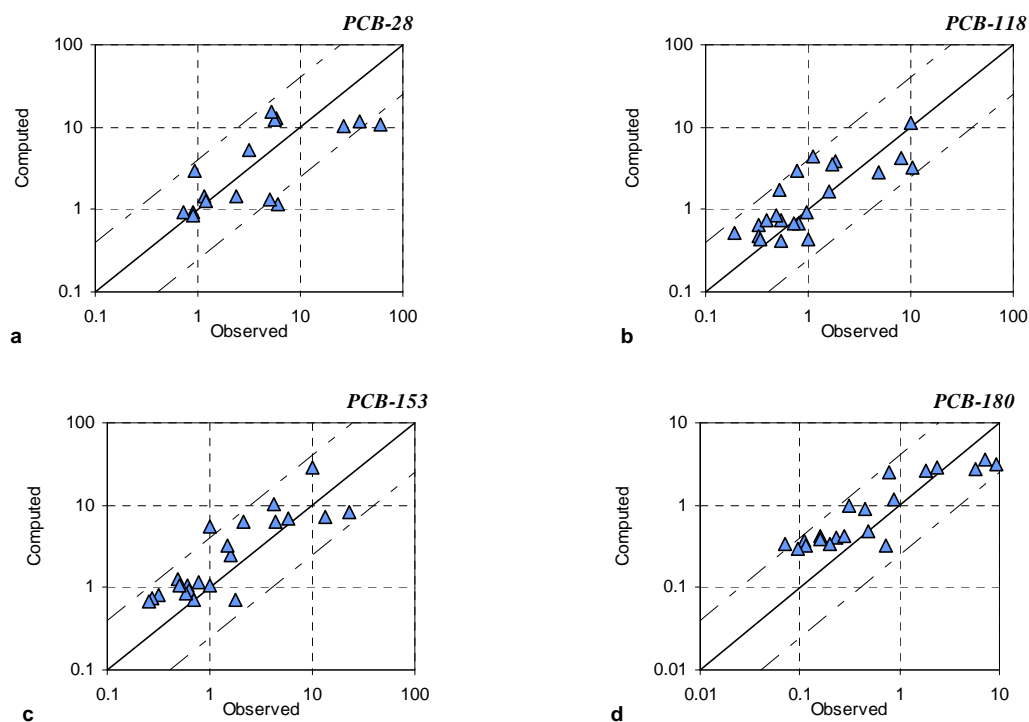 PCB-28
100
10
1
0.1
Computed
0.1 1 10 100
Observed
a
PCB-118
100
10
1
0.1
Computed
0.1 1 10 100
Observed
b
PCB-153
100
10
1
0.1
Computed
0.1 1 10 100
Observed
c
PCB-180
10
1
0.1
0.01
Computed
0.01 0.1 1 10
Observed
d